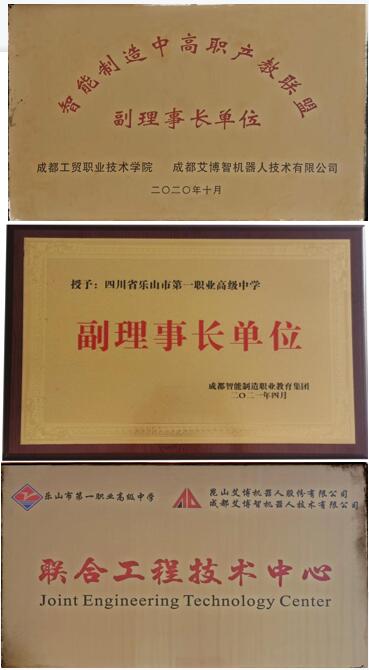 智能制造中高职产教联盟
副理事长单位
成都工贸职业技术学院 成都艾博智机器人技术有限公司
二〇二〇年十月
授予：四川省乐山市第一职业高级中学
副理事长单位
成都智能制造职业教育集团
二〇二一年四月
乐山市第一职业高级中学
昆山艾博机器人股份有限公司
成都艾博智机器人技术有限公司
联合工程技术中心
Joint Engineering Technology Center